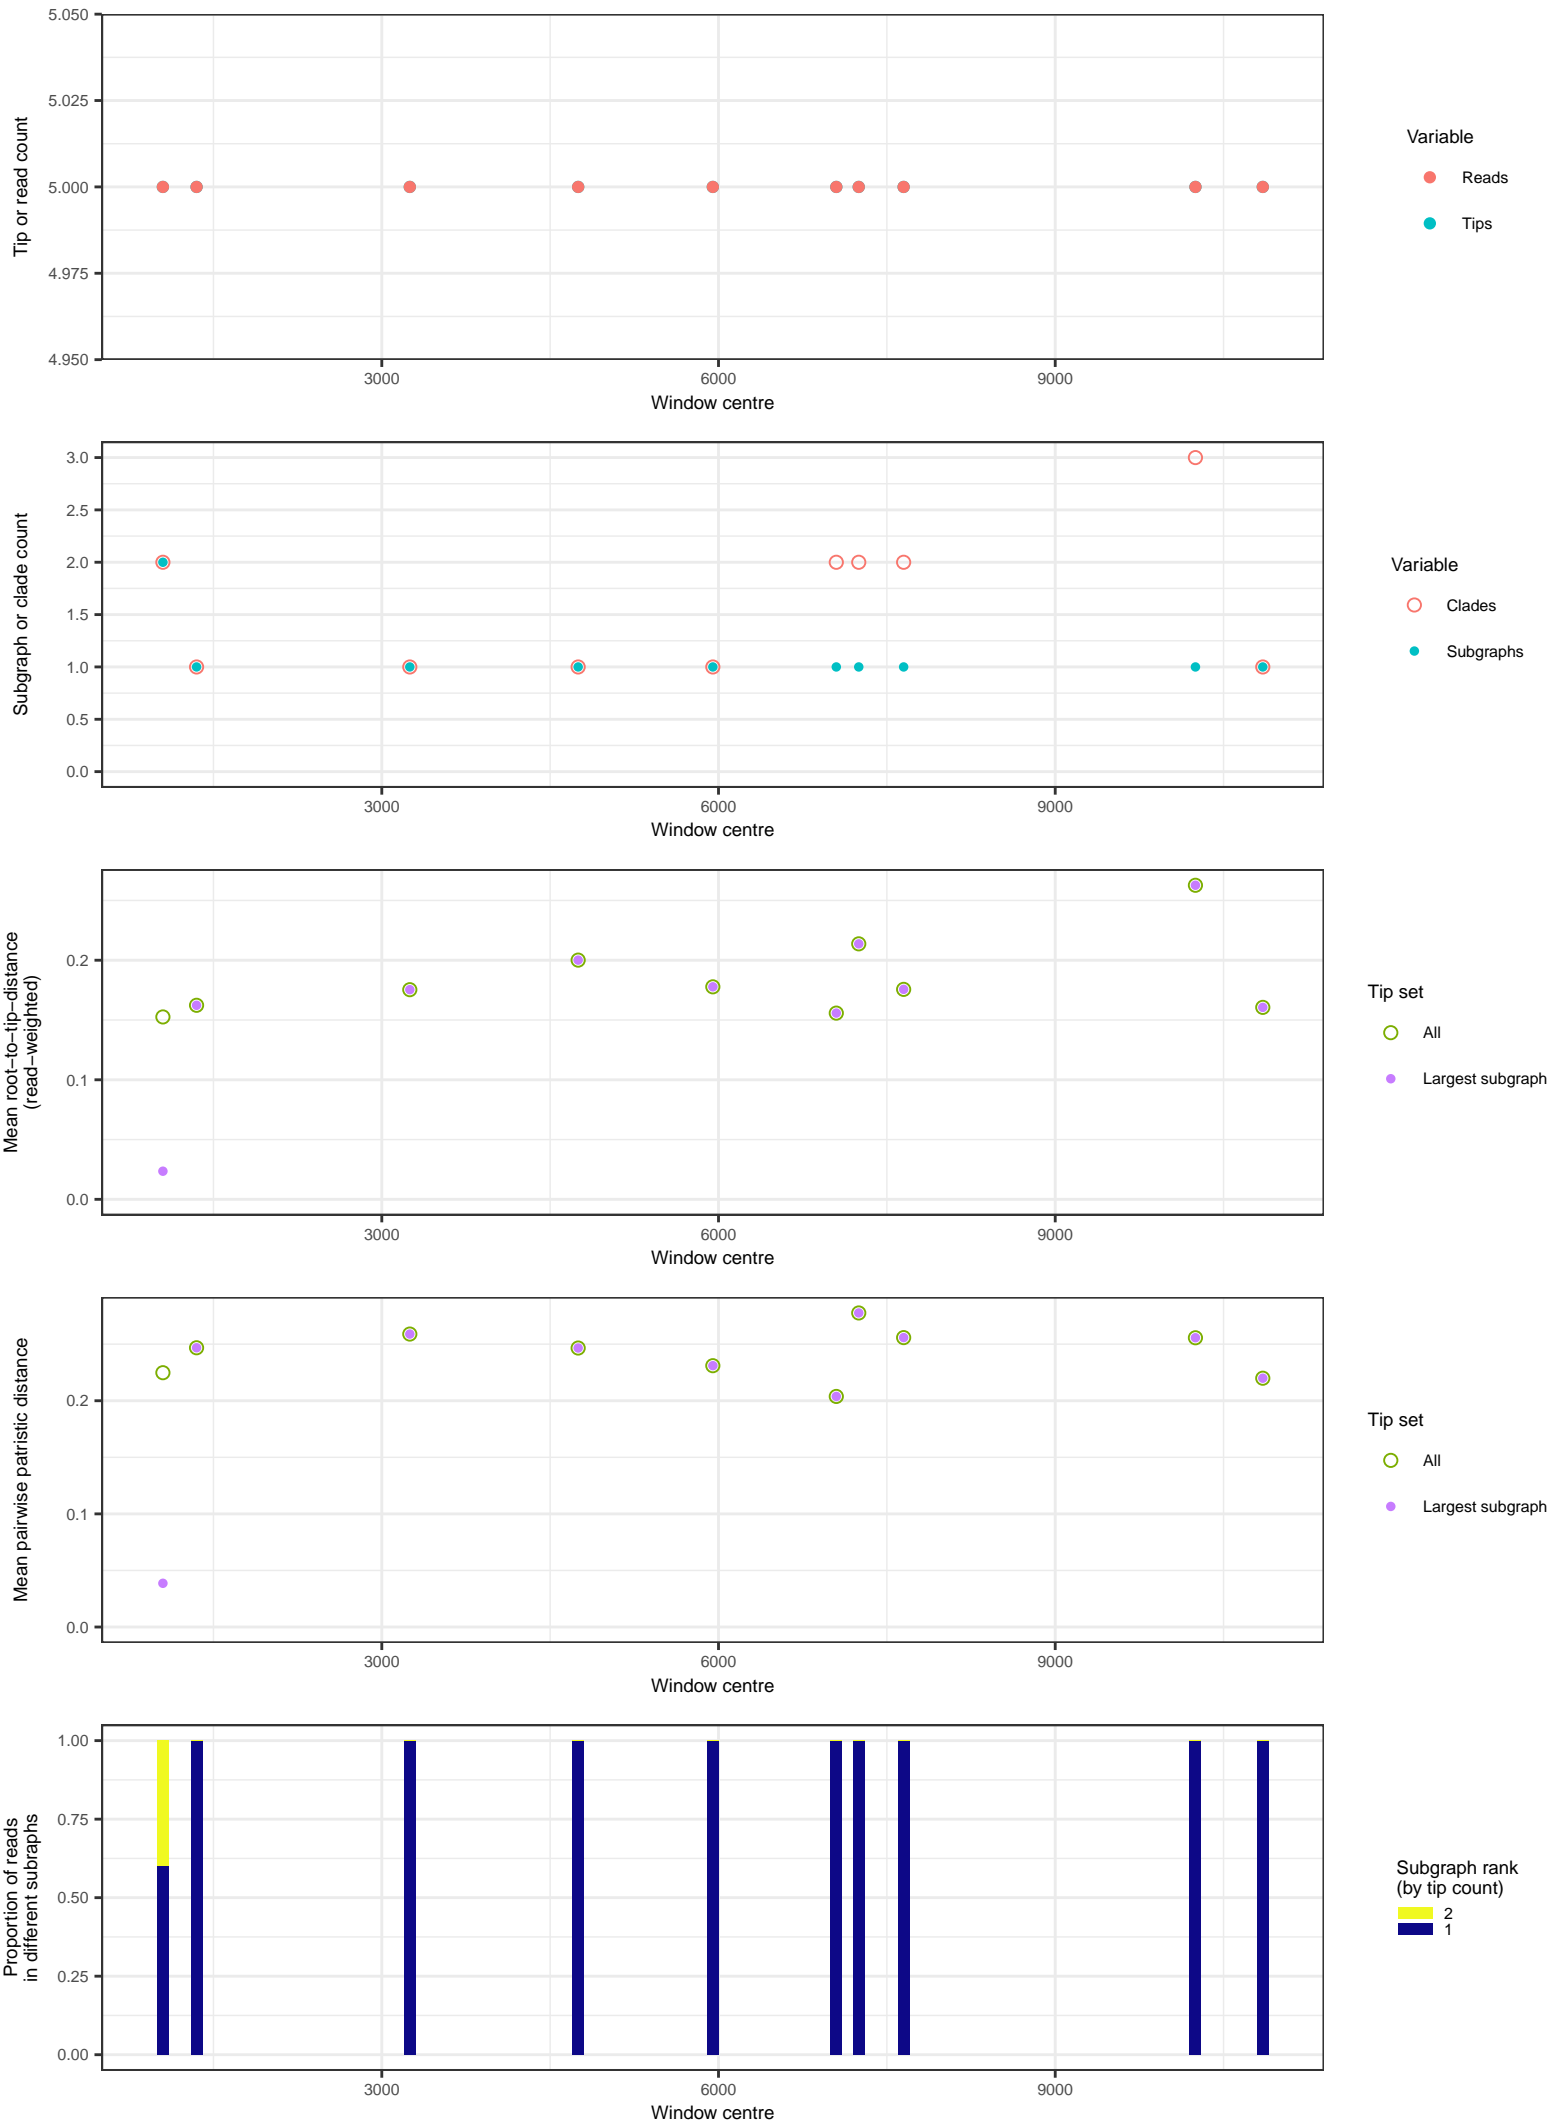 5.050
5.025
5.000
4.975
4.950
Tip or read count
3000 6000 9000
Window centre
Variable
Reads
Tips
3.0
2.5
2.0
1.5
1.0
0.5
0.0
Subgraph or clade count
3000 6000 9000
Window centre
Variable
Clades
Subgraphs
0.2
0.1
0.0
Mean root−to−tip−distance
(read−weighted)
3000 6000 9000
Window centre
Tip set
All
Largest subgraph
0.2
0.1
0.0
Mean pairwise patristic distance
3000 6000 9000
Window centre
Tip set
All
Largest subgraph
1.00
0.75
0.50
0.25
0.00
Proportion of reads
in different subraphs
3000 6000 9000
Window centre
Subgraph rank
(by tip count)
2
1